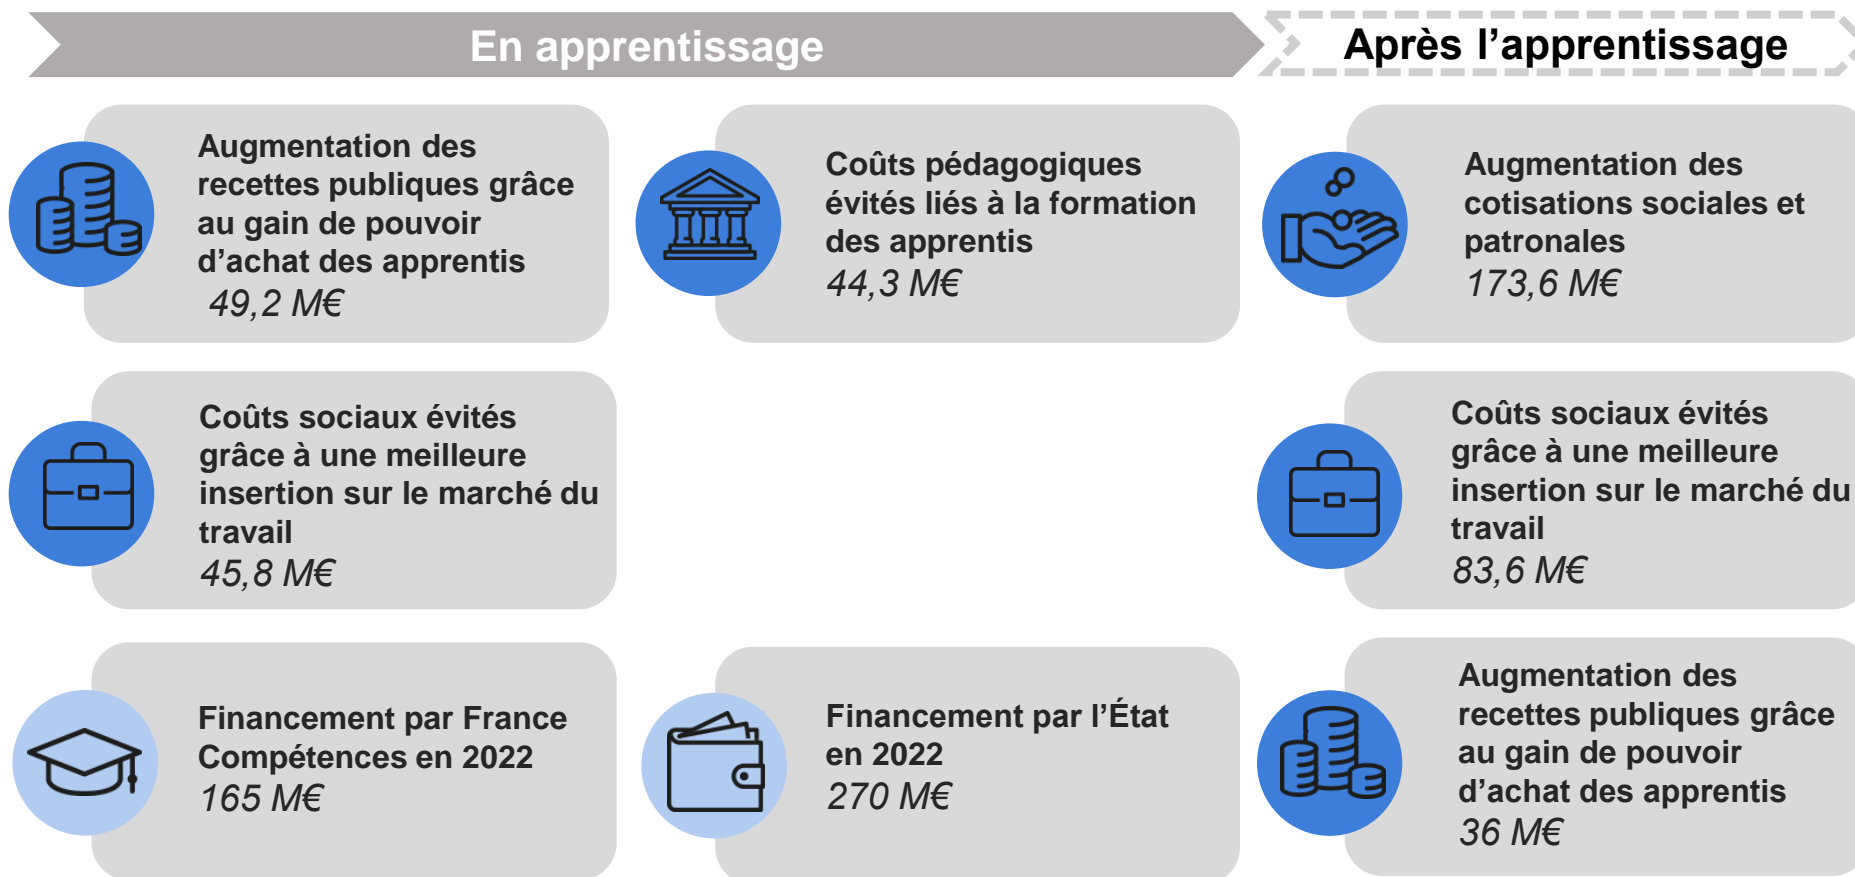 En apprentissage
Après l’apprentissage
Augmentation des
recettes publiques grâce
au gain de pouvoir
d’achat des apprentis
49,2 M€
Coûts pédagogiques
évités liés à la formation
des apprentis
44,3 M€
Augmentation des
cotisations sociales et
patronales
173,6 M€
Coûts sociaux évités
grâce à une meilleure
insertion sur le marché du
travail
45,8 M€
Coûts sociaux évités
grâce à une meilleure
insertion sur le marché du
travail
83,6 M€
Financement par France
Compétences en 2022
165 M€
Financement par l’État
en 2022
270 M€
Augmentation des
recettes publiques grâce
au gain de pouvoir
d’achat des apprentis
36 M€